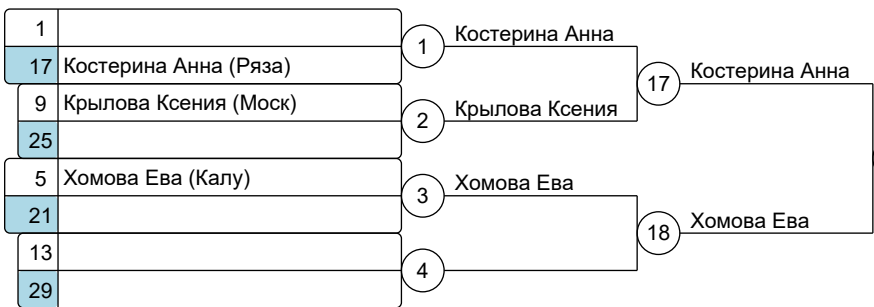 1
17 Костерина Анна (Ряза)
1
Костерина Анна
9 Крылова Ксения (Моск)
25
2
Крылова Ксения
17
Костерина Анна
5 Хомова Ева (Калу)
21
3
Хомова Ева
13
29
4
18
Хомова Ева